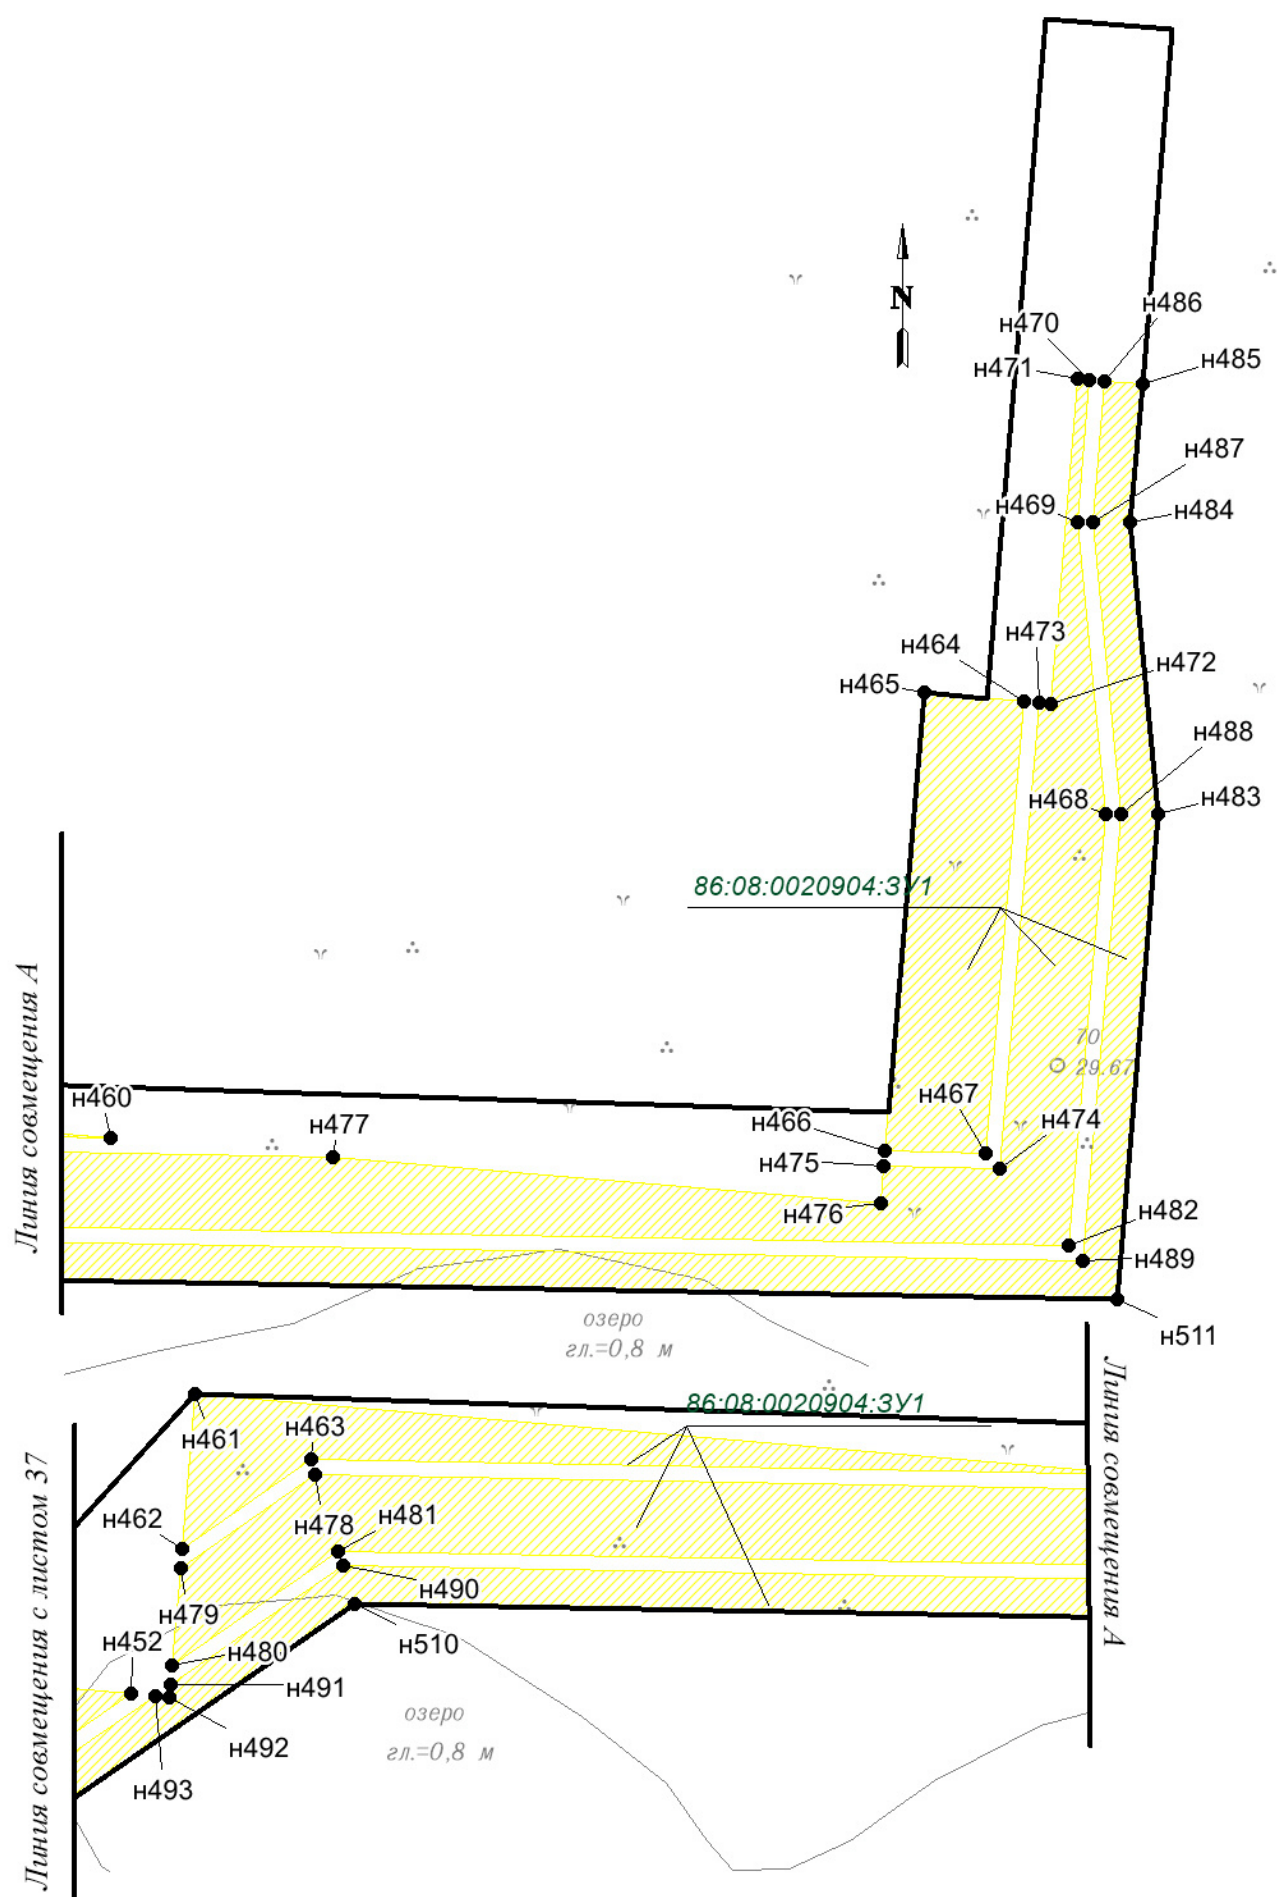 N
н486
н470
н471
н485
н487
н469
н484
н473
н464
н472
н465
н488
н468
н483
86:08:0020904:ЗУ1
Линия совмещения А
70
29.67
н460
н467
н477
н466
н474
н475
н476
н482
н489
н511
озеро
гл.=0,8 м
Линия совмещения А
86:08:0020904:ЗУ1
н461
н463
Линия совмещения с листом 37
н462
н481
н478
н490
н479
н452
н510
н480
н491
озеро
н492
гл.=0,8 м
н493